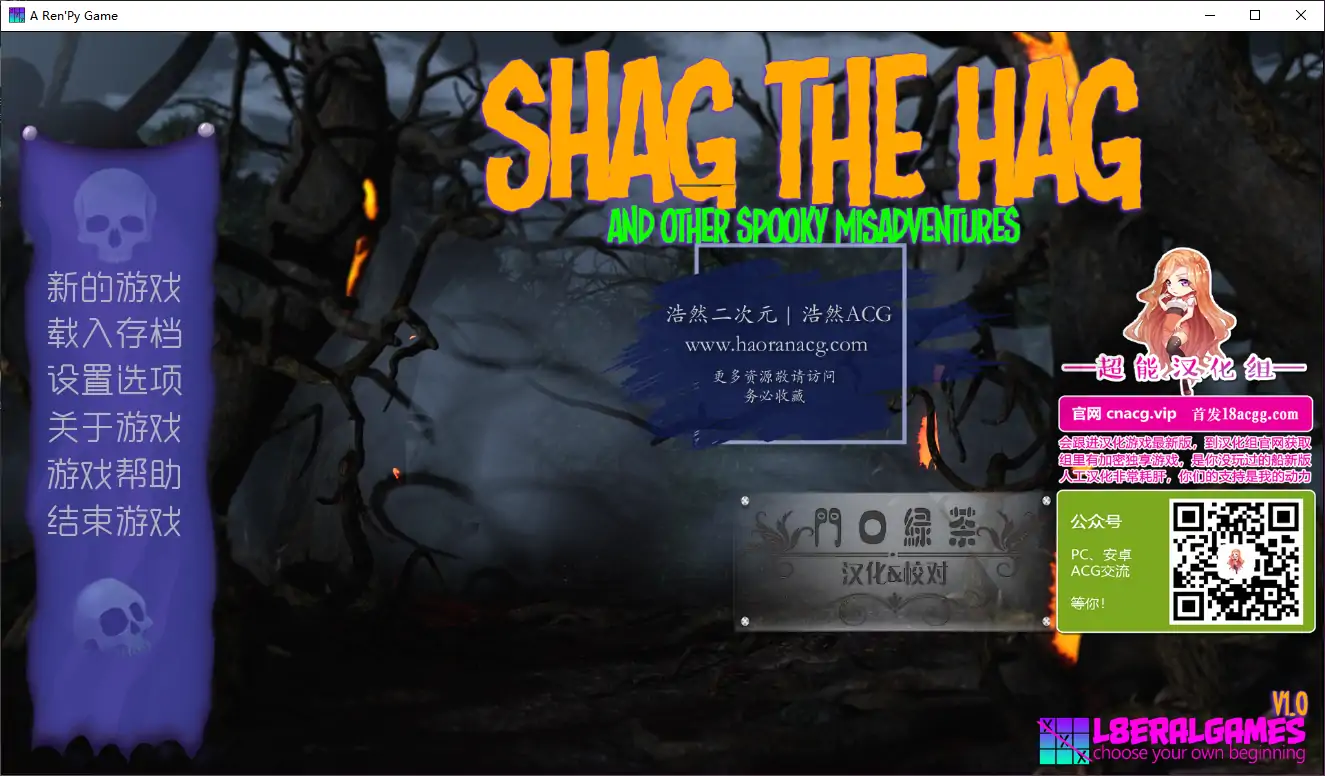 A Ren'Py Game
SHAG THE HAG
AND OTHER SPOOKY MISADVENTURES
新的游戏
载入存档
设置选项
关于游戏
游戏帮助
结束游戏
浩然二次元 | 浩然ACG
www.haoranacg.com
更多资源敬请访问
务必收藏
門口綠茶
汉化&校对
超能汉化组
官网 cnacg.vip 首发18acgg.com
会跟进汉化游戏最新版，到汉化组官网获取
组里有加密独享游戏，是你没玩过的船新版
人工汉化非常耗肝，你们的支持是我的动力
公众号
PC、安卓
ACG交流
等你！
V1.0
L8ERALGAMES
choose your own beginning